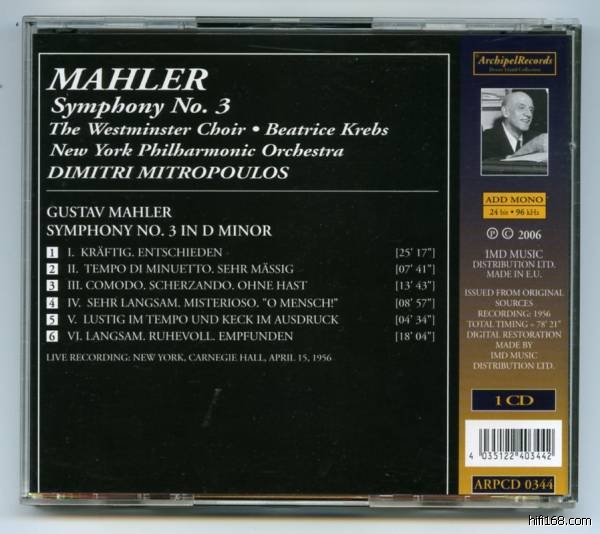 MAHLER
Symphony No. 3
The Westminster Choir • Beatrice Krebs
New York Philharmonic Orchestra
DIMITRI MITROPOULOS
GUSTAV MAHLER
SYMPHONY NO. 3 IN D MINOR
1 I. KRÄFTIG. ENTSCHIEDEN [25' 17"]
2 II. TEMPO DI MINUETTO. SEHR MÄSSIG [07' 41"]
3 III. COMODO. SCHERZANDO. OHNE HAST [13' 43"]
4 IV. SEHR LANGSAM. MISTERIOSO. "O MENSCH!" [08' 57"]
5 V. LUSTIG IM TEMPO UND KECK IM AUSDRUCK [04' 34"]
6 VI. LANGSAM. RUHEVOLL. EMPFUNDEN [18' 04"]
LIVE RECORDING: NEW YORK, CARNEGIE HALL, APRIL 15, 1956
ArchipelRecords
Desert Island Collection
ADD MONO
24 bit • 96 kHz
℗ © 2006
IMD MUSIC
DISTRIBUTION LTD.
MADE IN E.U.
ISSUED FROM ORIGINAL
SOURCES
RECORDING: 1956
TOTAL TIMING = 78' 21"
DIGITAL RESTORATION
MADE BY
IMD MUSIC
DISTRIBUTION LTD.
1 CD
4 035122 403442
ARPCD 0344
hifi168.com